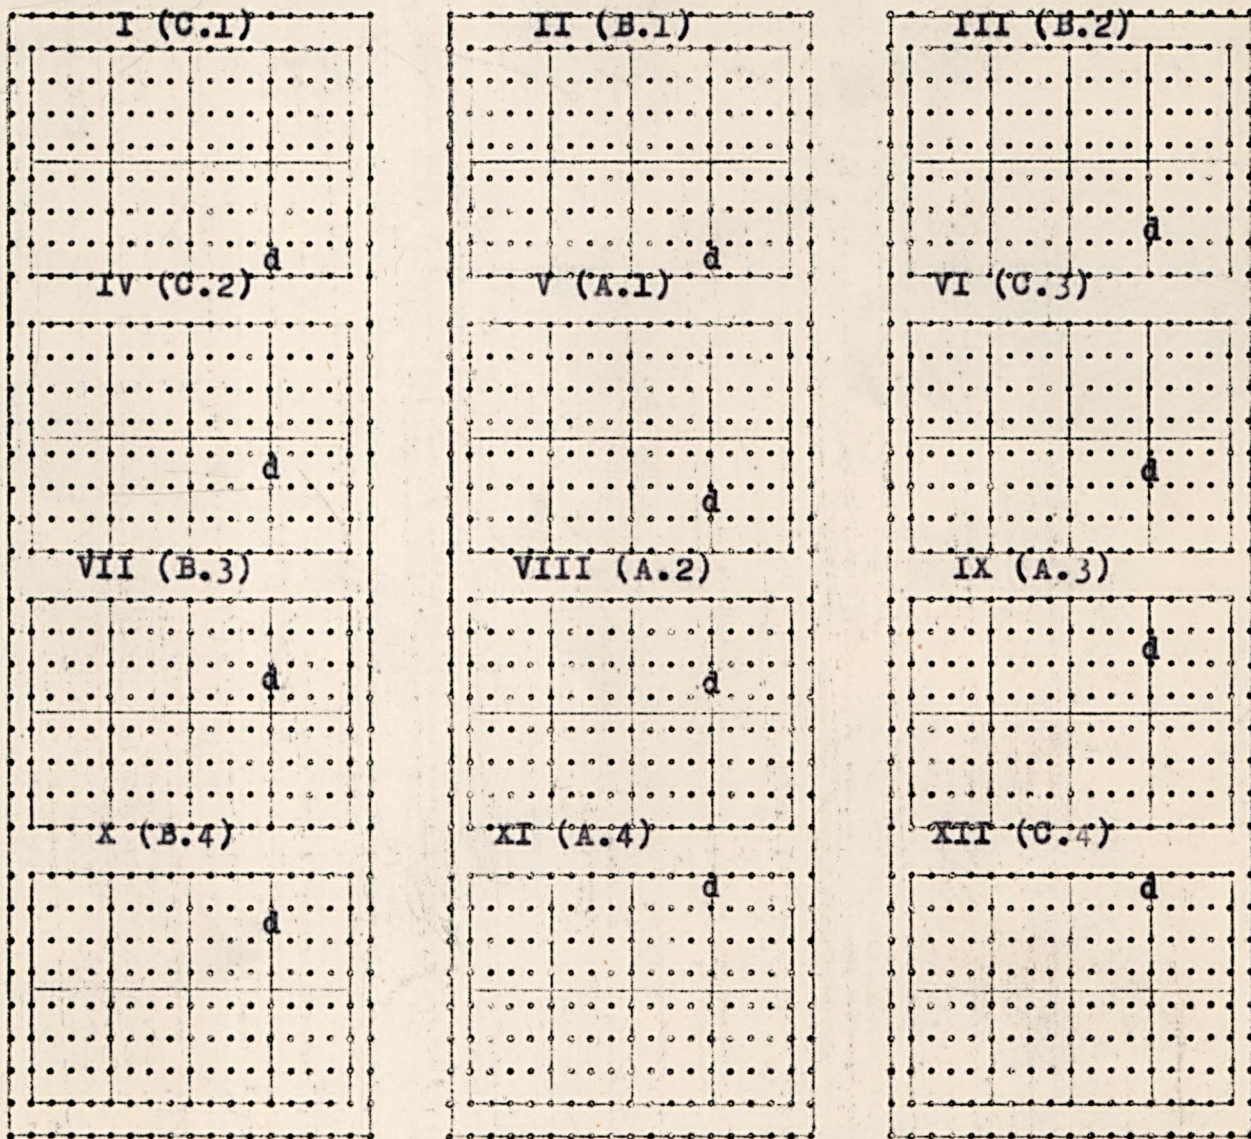 I (C.1) II (B.1) III (B.2)
d d d
IV (C.2) V (A.1) VI (C.3)
d d d
VII (B.3) VIII (A.2) IX (A.3)
d d d
X (B.4) XI (A.4) XII (C.4)
d d d